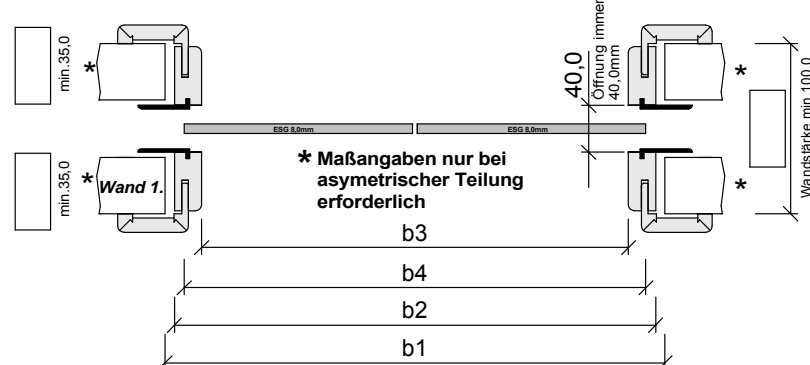 min.35,0
*
40,0
Öffnung immer
40,0mm
*
Wandstärke min 100,0
ESG 8,0mm
ESG 8,0mm
min.35,0
*
Wand 1.
* Maßangaben nur bei
asymetrischer Teilung
erforderlich
*
b3
b4
b2
b1